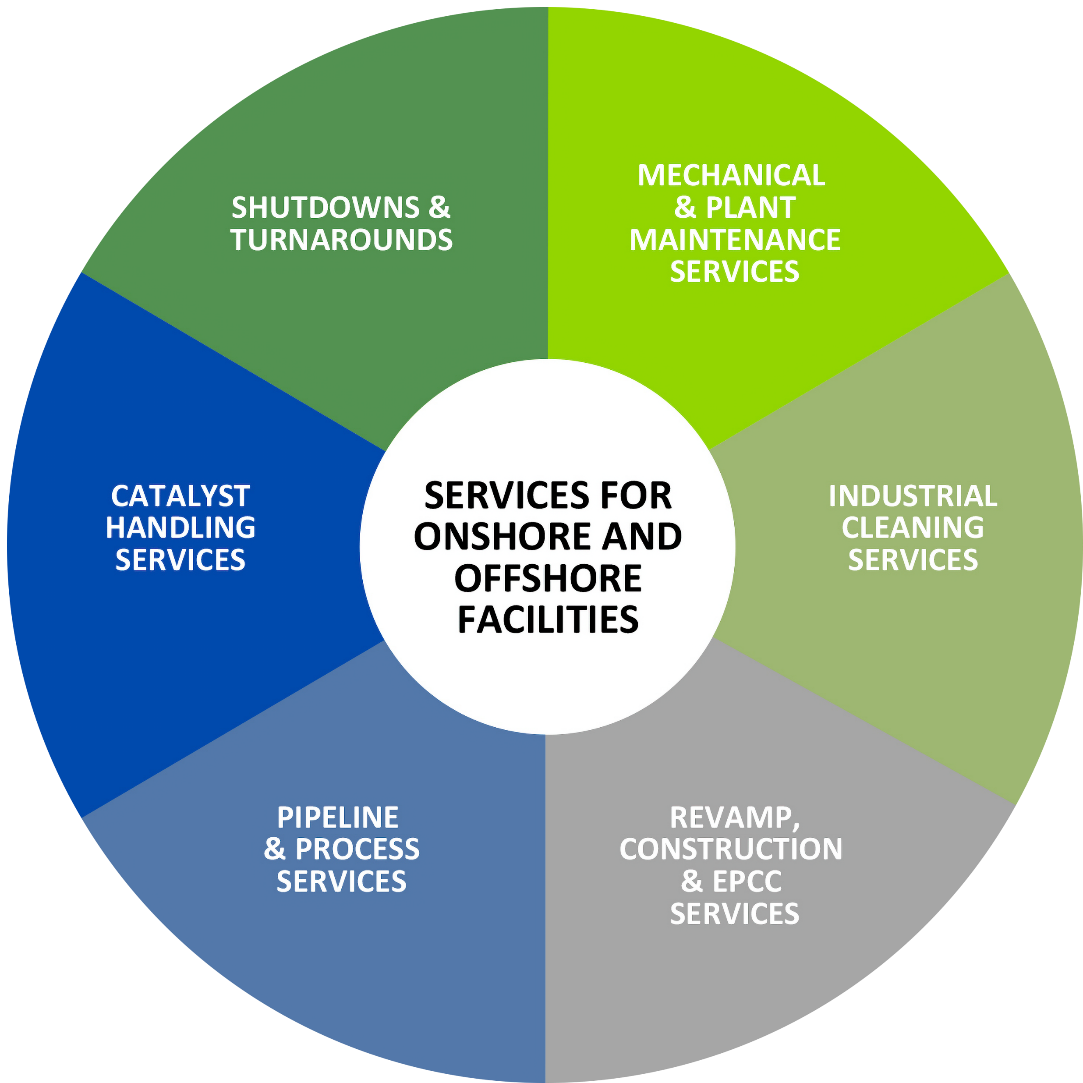 SHUTDOWNS &
TURNAROUNDS
MECHANICAL
& PLANT
MAINTENANCE
SERVICES
CATALYST
HANDLING
SERVICES
SERVICES FOR
ONSHORE AND
OFFSHORE
FACILITIES
INDUSTRIAL
CLEANING
SERVICES
PIPELINE
& PROCESS
SERVICES
REVAMP,
CONSTRUCTION
& EPCC
SERVICES